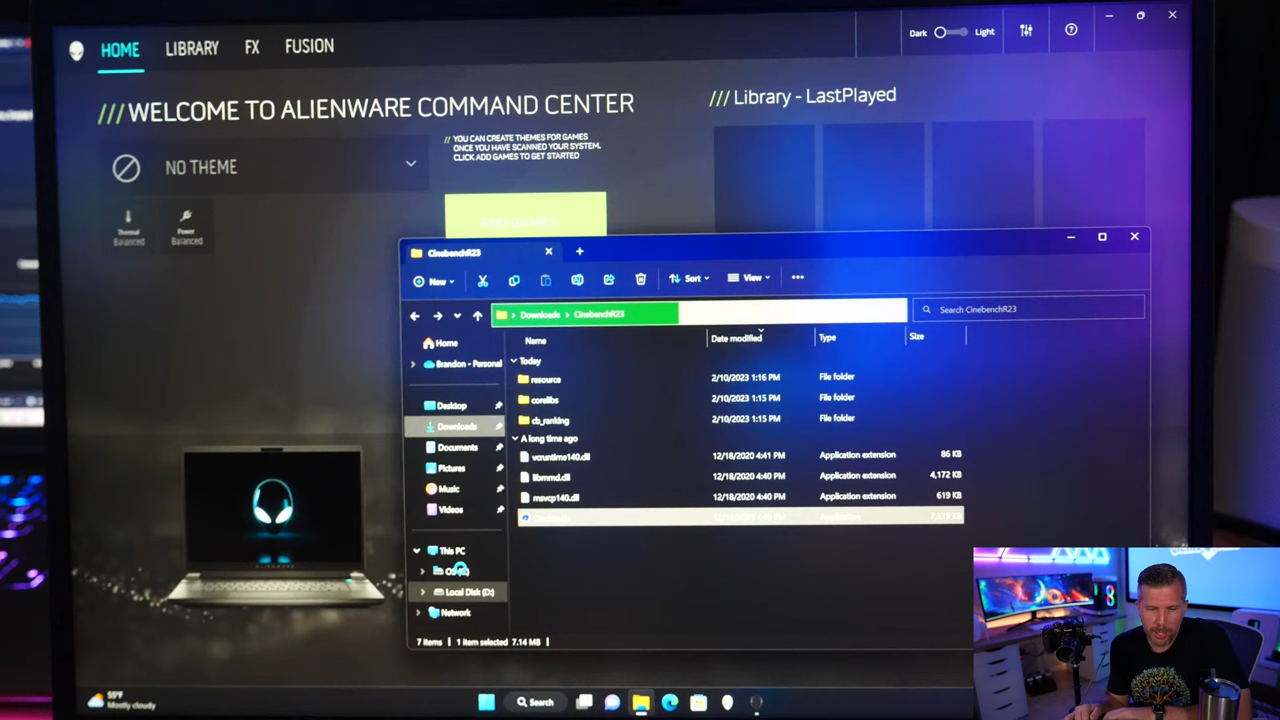 HOME LIBRARY FX FUSION
Dark Light
///WELCOME TO ALIENWARE COMMAND CENTER
/// Library - LastPlayed
NO THEME
// YOU CAN CREATE THEMES FOR GAMES
ONCE YOU HAVE SCANNED YOUR SYSTEM.
CLICK ADD GAMES TO GET STARTED
ADD GAMES
Thermal
Balanced
Power
Balanced
CinebenchR23
New Sort View
Downloads > CinebenchR23
Search CinebenchR23
Name Date modified Type Size
Home
Brandon - Personal
Desktop
Downloads
Documents
Pictures
Music
Videos
This PC
Local Disk (D:)
Network
Today
resource 2/10/2023 1:16 PM File folder
corelibs 2/10/2023 1:15 PM File folder
cb_ranking 2/10/2023 1:15 PM File folder
A long time ago
vcruntime140.dll 12/18/2020 4:41 PM Application extension 86 KB
libmmd.dll 12/18/2020 4:40 PM Application extension 4,172 KB
msvcp140.dll 12/18/2020 4:40 PM Application extension 619 KB
7 items 1 item selected 7.14 MB
ALIENWARE
55°F
Mostly cloudy
Search